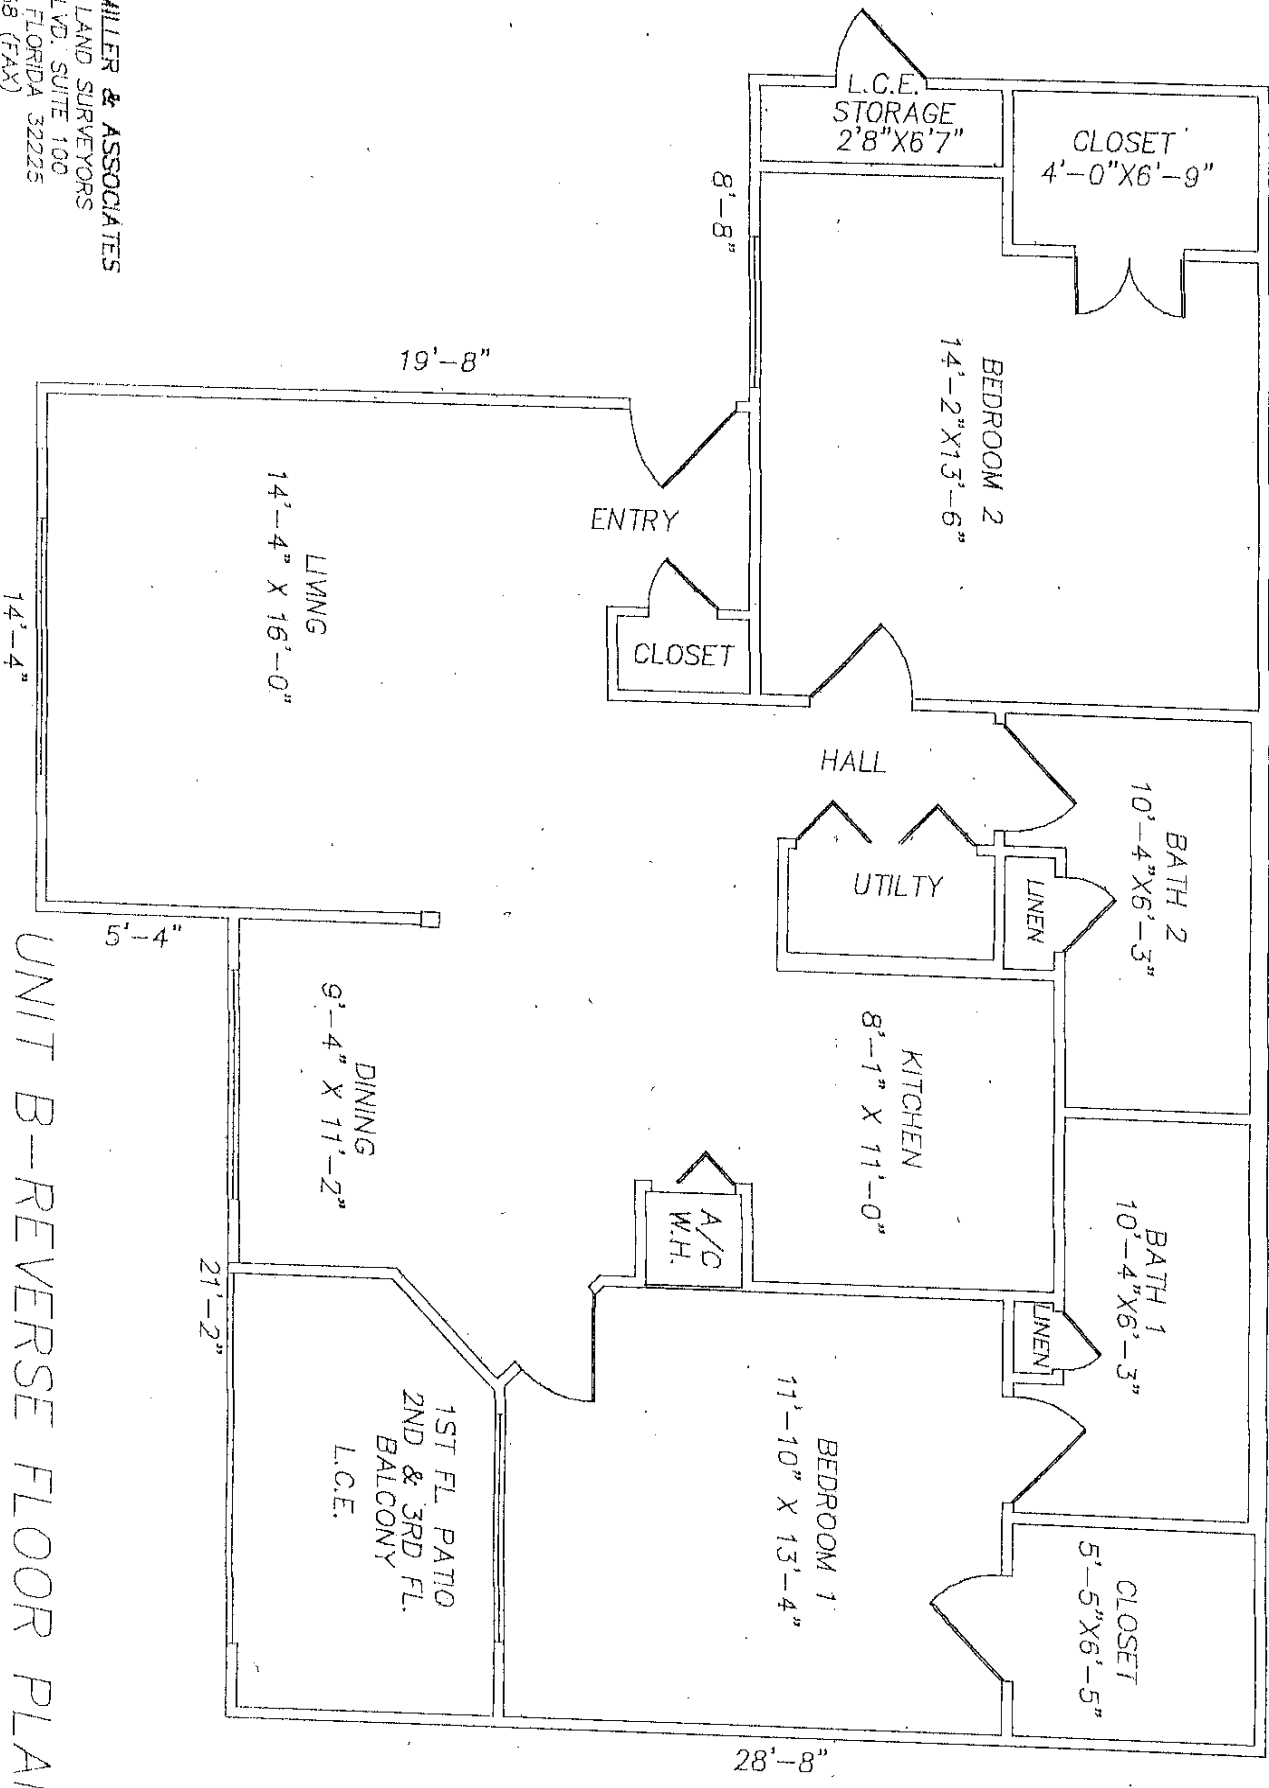 MILLER & ASSOCIATES
LAND SURVEYORS
LVD. SUITE 100
FLORIDA 32225
68 (FAX)
L.C.E.
STORAGE
2'8"X6'7"
CLOSET
4'-0"X6'-9"
8'-8"
BEDROOM 2
14'-2"X13'-6"
19'-8"
ENTRY
CLOSET
LIVING
14'-4" X 16'-0"
14'-4"
HALL
UTILTY
LINEN
BATH 2
10'-4"X6'-3"
5'-4"
KITCHEN
8'-1" X 11'-0"
DINING
9'-4" X 11'-2"
A/C
W.H.
BATH 1
10'-4"X6'-3"
LINEN
21'-2"
1ST FL. PATIO
2ND & 3RD FL.
BALCONY
L.C.E.
BEDROOM 1
11'-10" X 13'-4"
CLOSET
5'-5"X6'-5"
28'-8"
UNIT B-REVERSE FLOOR PLAN